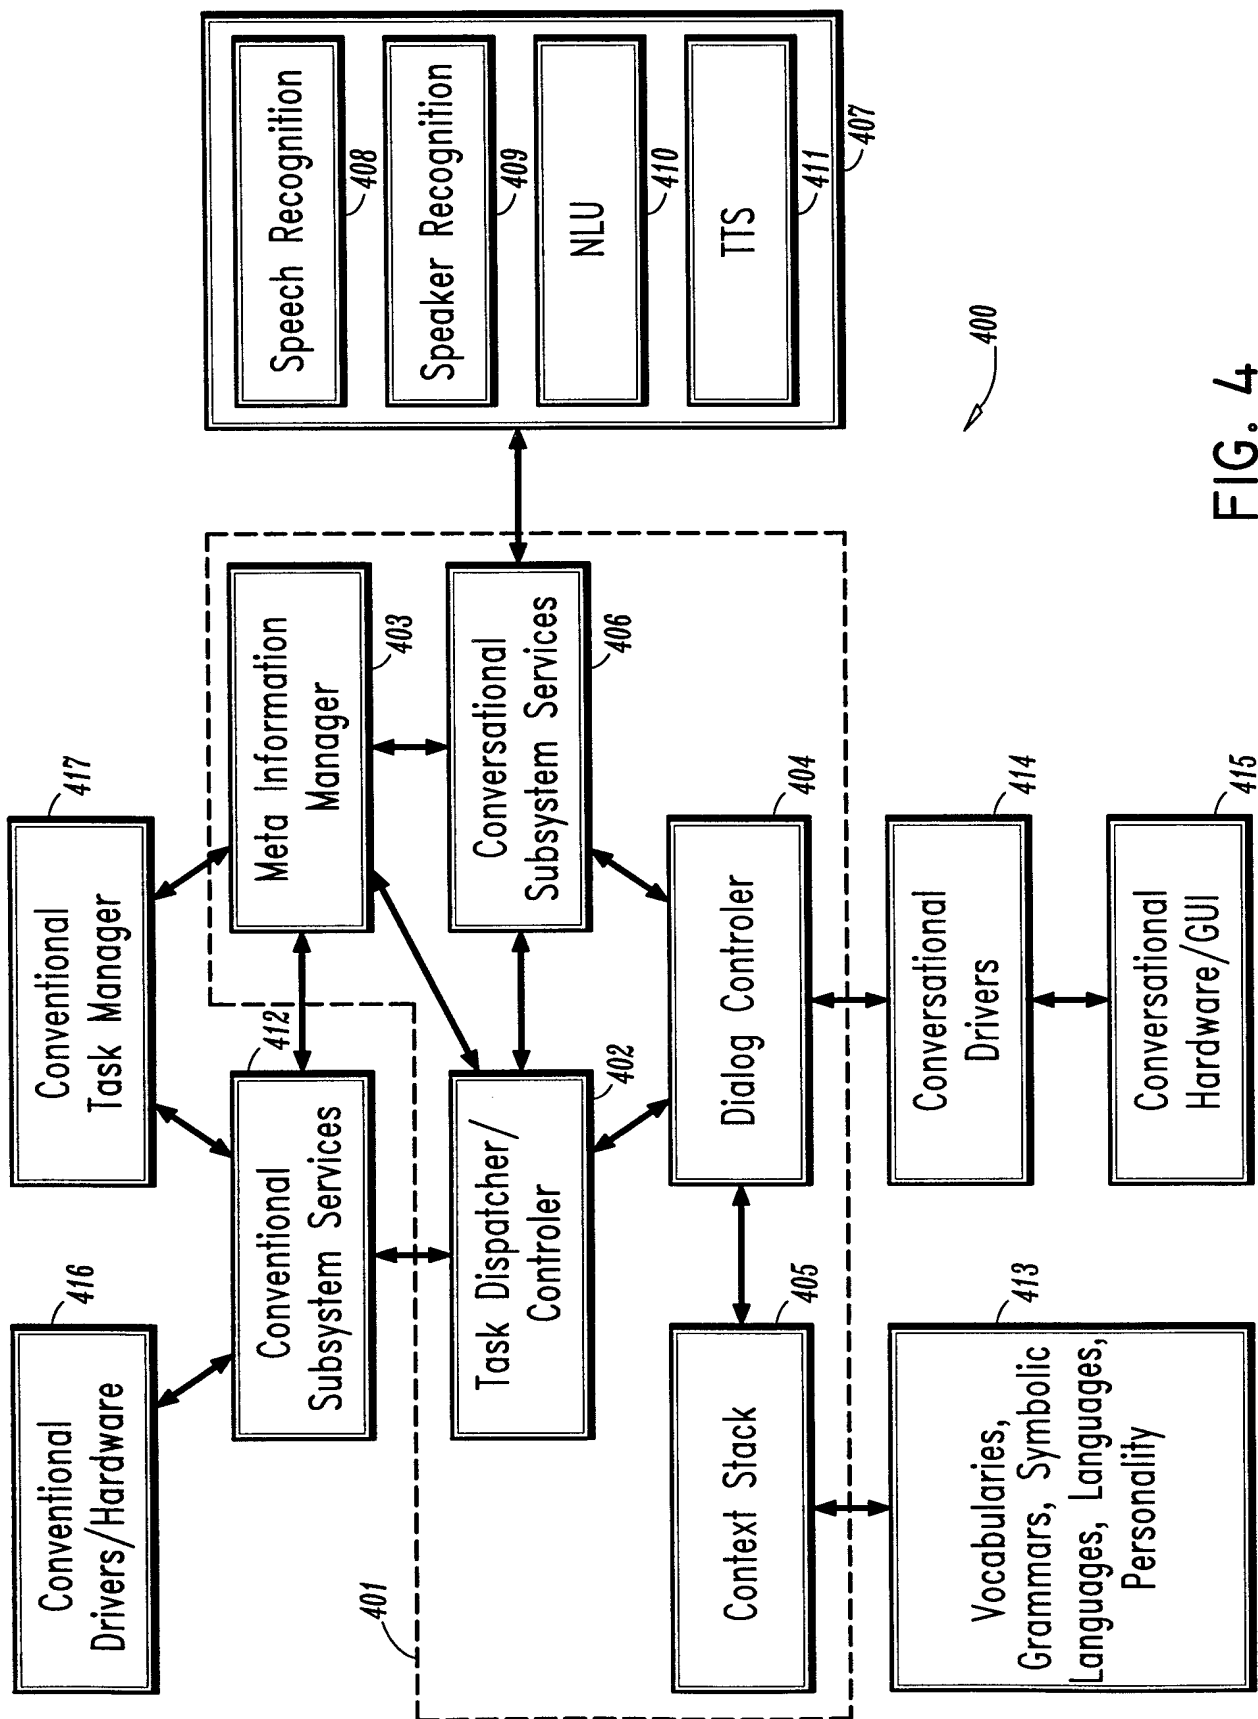 Conventional
Drivers/Hardware
416
Conventional
Task Manager
417
Conventional
Subsystem Services
412
Meta Information
Manager
403
Speech Recognition
408
Speaker Recognition
409
NLU
410
TTS
411
407
401
Task Dispatcher/
Controler
402
Conversational
Subsystem Services
406
Context Stack
405
Dialog Controler
404
Vocabularies,
Grammars, Symbolic
Languages, Languages,
Personality
413
Conversational
Drivers
414
Conversational
Hardware/GUI
415
400
FIG. 4